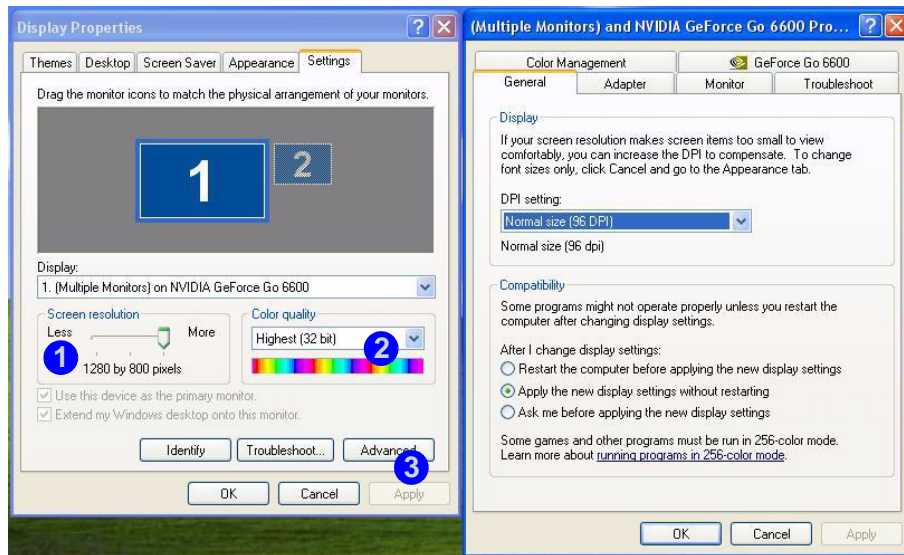 Display Properties
Themes Desktop Screen Saver Appearance Settings
Drag the monitor icons to match the physical arrangement of your monitors.
1 2
Display:
1. (Multiple Monitors) on NVIDIA GeForce Go 6600
Screen resolution
Less More
1
1280 by 800 pixels
Color quality
Highest (32 bit)
2
Use this device as the primary monitor.
Extend my Windows desktop onto this monitor.
Identify Troubleshoot... Advanced
3
OK Cancel Apply
(Multiple Monitors) and NVIDIA GeForce Go 6600 Pro...
Color Management GeForce Go 6600
General Adapter Monitor Troubleshoot
Display
If your screen resolution makes screen items too small to view
comfortably, you can increase the DPI to compensate. To change
font sizes only, click Cancel and go to the Appearance tab.
DPI setting:
Normal size (96 DPI)
Normal size (96 dpi)
Compatibility
Some programs might not operate properly unless you restart the
computer after changing display settings.
After I change display settings:
Restart the computer before applying the new display settings
Apply the new display settings without restarting
Ask me before applying the new display settings
Some games and other programs must be run in 256-color mode.
Learn more about running programs in 256-color mode.
OK Cancel Apply